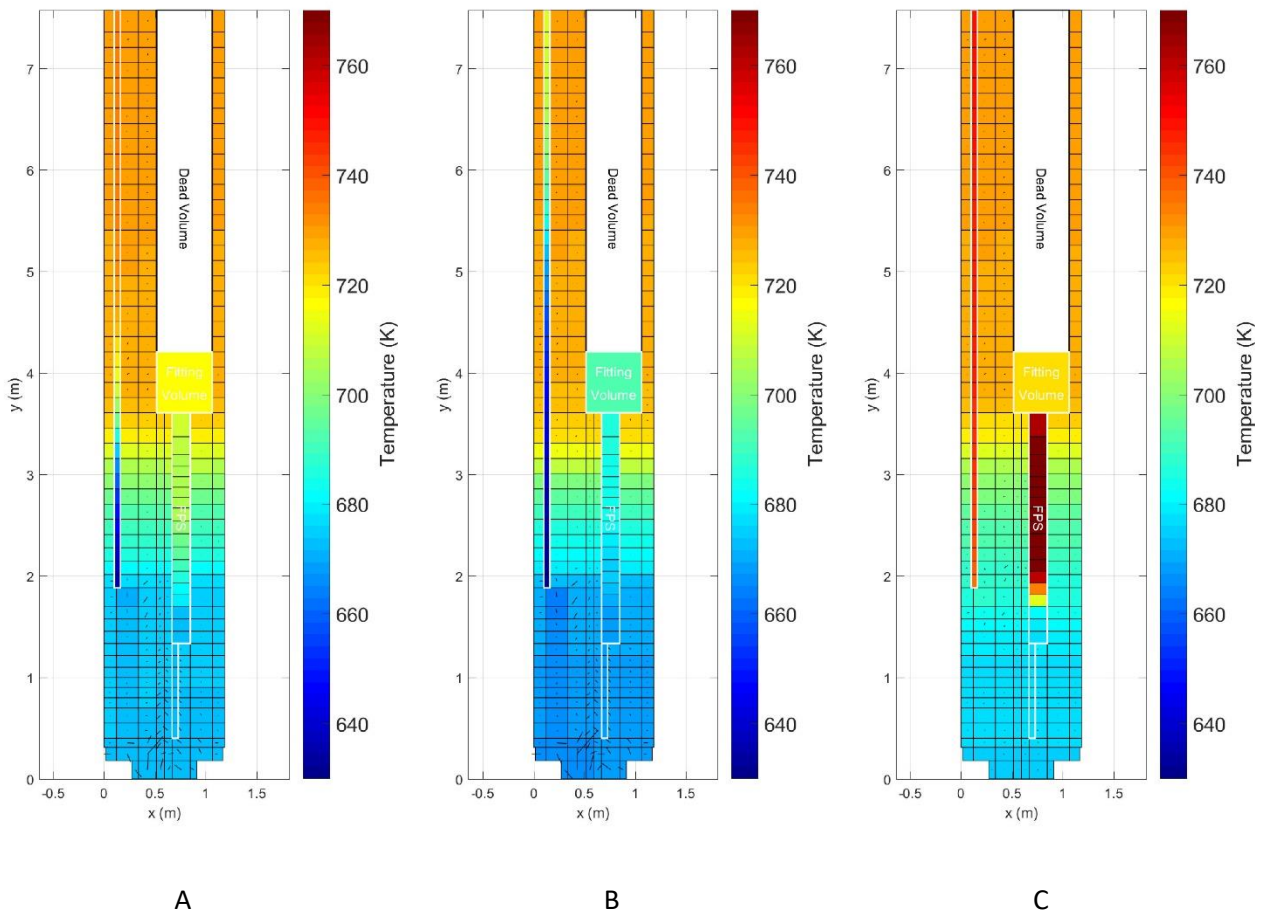 7
6
5
4
3
2
1
0
y (m)
-0.5
0
0.5
1
1.5
x (m)
Dead Volume
Fitting
Volume
FPS
760
740
720
700
680
660
640
Temperature (K)
7
6
5
4
3
2
1
0
y (m)
-0.5
0
0.5
1
1.5
x (m)
Dead Volume
Fitting
Volume
FPS
760
740
720
700
680
660
640
Temperature (K)
7
6
5
4
3
2
1
0
y (m)
-0.5
0
0.5
1
1.5
x (m)
Dead Volume
Fitting
Volume
FPS
760
740
720
700
680
660
640
Temperature (K)
A
B
C